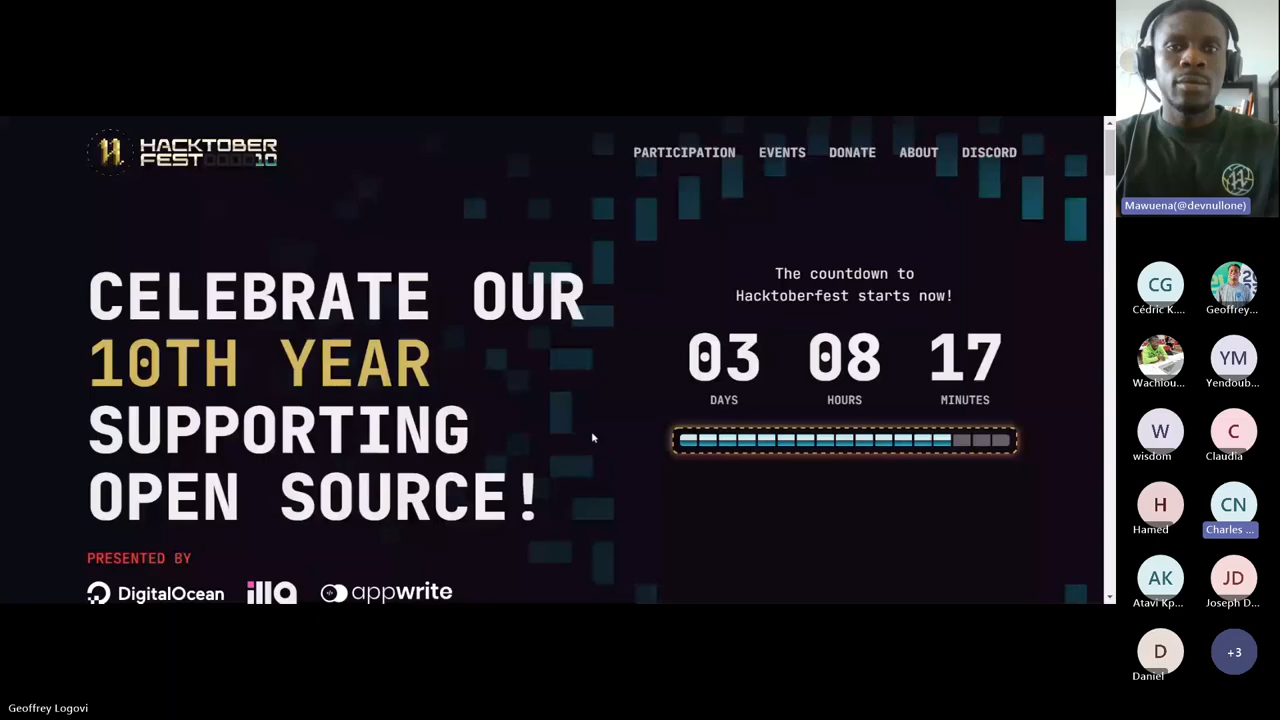 HACKTOBER
FEST 10
PARTICIPATION EVENTS DONATE ABOUT DISCORD
CELEBRATE OUR
10TH YEAR
SUPPORTING
OPEN SOURCE!
PRESENTED BY
DigitalOcean illa appwrite
The countdown to
Hacktoberfest starts now!
03 08 17
DAYS HOURS MINUTES
Mawuena(@devnullone)
CG
Cédric K.... Geoffrey...
YM
Wachiou... Yendoub...
W C
wisdom Claudia
H CN
Hamed Charles ...
AK JD
Atavi Kp... Joseph D...
D +3
Daniel
Geoffrey Logovi